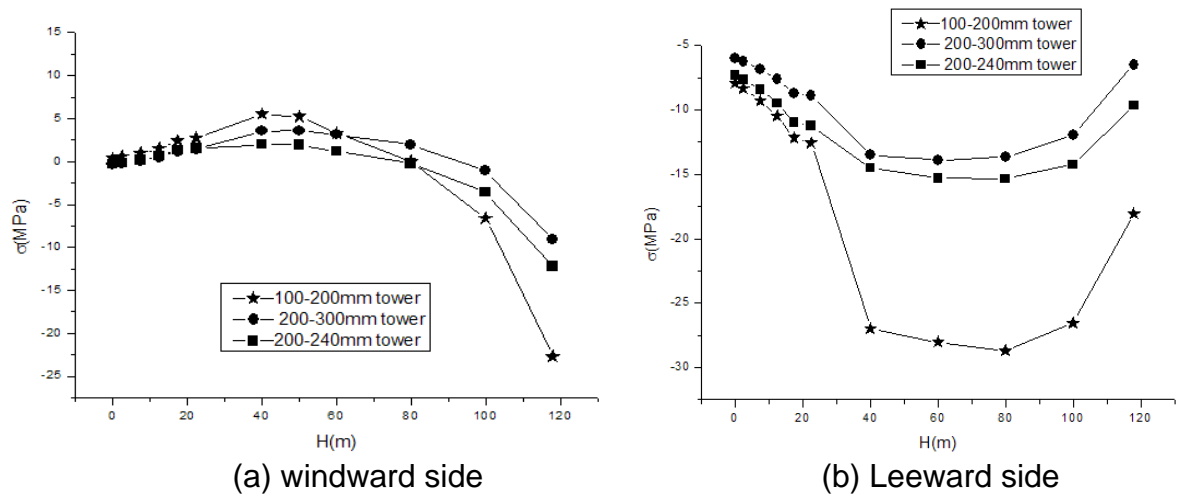 15
10
5
0
-5
-10
-15
-20
-25
σ(MPa)
100-200mm tower
200-300mm tower
200-240mm tower
0
20
40
60
80
100
120
H(m)
(a) windward side
100-200mm tower
200-300mm tower
200-240mm tower
-5
-10
-15
-20
-25
-30
σ(MPa)
0
20
40
60
80
100
120
H(m)
(b) Leeward side